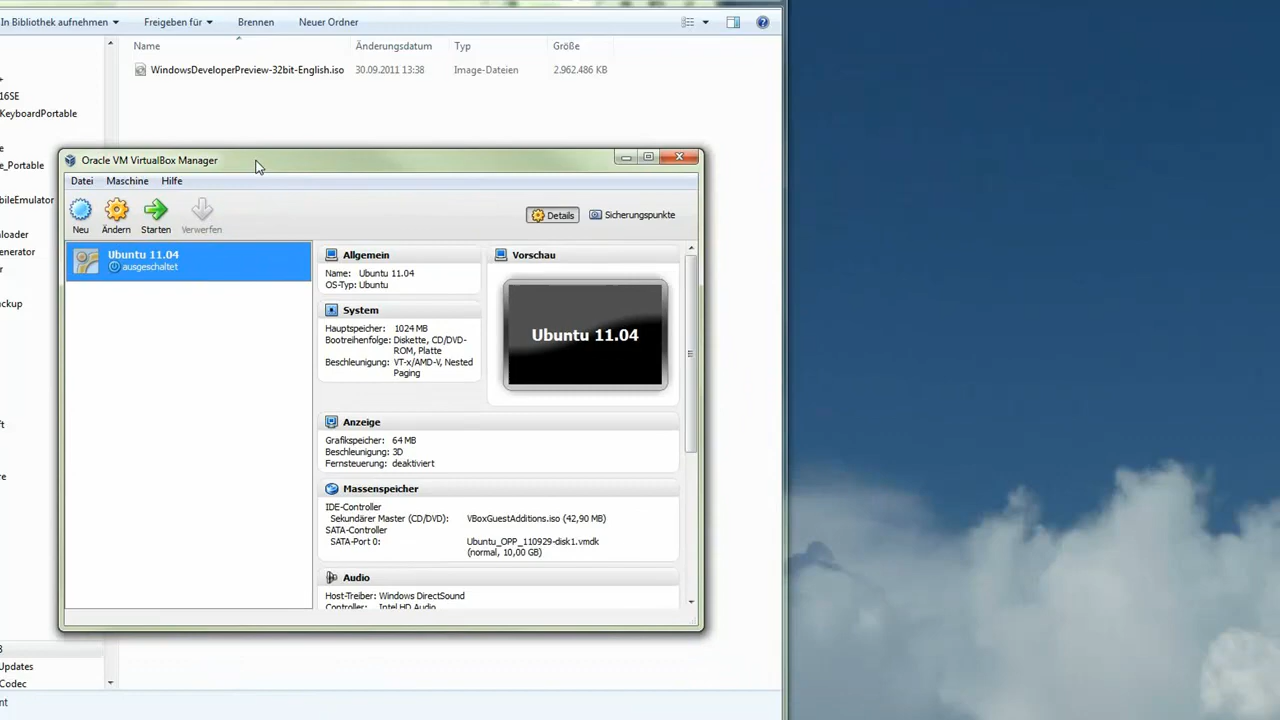 In Bibliothek aufnehmen Freigeben für Brennen Neuer Ordner
Name Änderungsdatum Typ Größe
WindowsDeveloperPreview-32bit-English.iso 30.09.2011 13:38 Image-Dateien 2.962.486 KB
16SE
KeyboardPortable
e_Portable
bileEmulator
loader
enerator
ackup
Updates
Codec
Oracle VM VirtualBox Manager
Datei Maschine Hilfe
Neu Ändern Starten Verwerfen
Details Sicherungspunkte
Ubuntu 11.04
ausgeschaltet
Allgemein
Name: Ubuntu 11.04
OS-Typ: Ubuntu
System
Hauptspeicher: 1024 MB
Bootreihenfolge: Diskette, CD/DVD-
ROM, Platte
Beschleunigung: VT-x/AMD-V, Nested
Paging
Vorschau
Ubuntu 11.04
Anzeige
Grafikspeicher: 64 MB
Beschleunigung: 3D
Fernsteuerung: deaktiviert
Massenspeicher
IDE-Controller
Sekundärer Master (CD/DVD): VBoxGuestAdditions.iso (42,90 MB)
SATA-Controller
SATA-Port 0: Ubuntu_OPP_110929-disk1.vmdk
(normal, 10,00 GB)
Audio
Host-Treiber: Windows DirectSound
Controller: Intel HD Audio